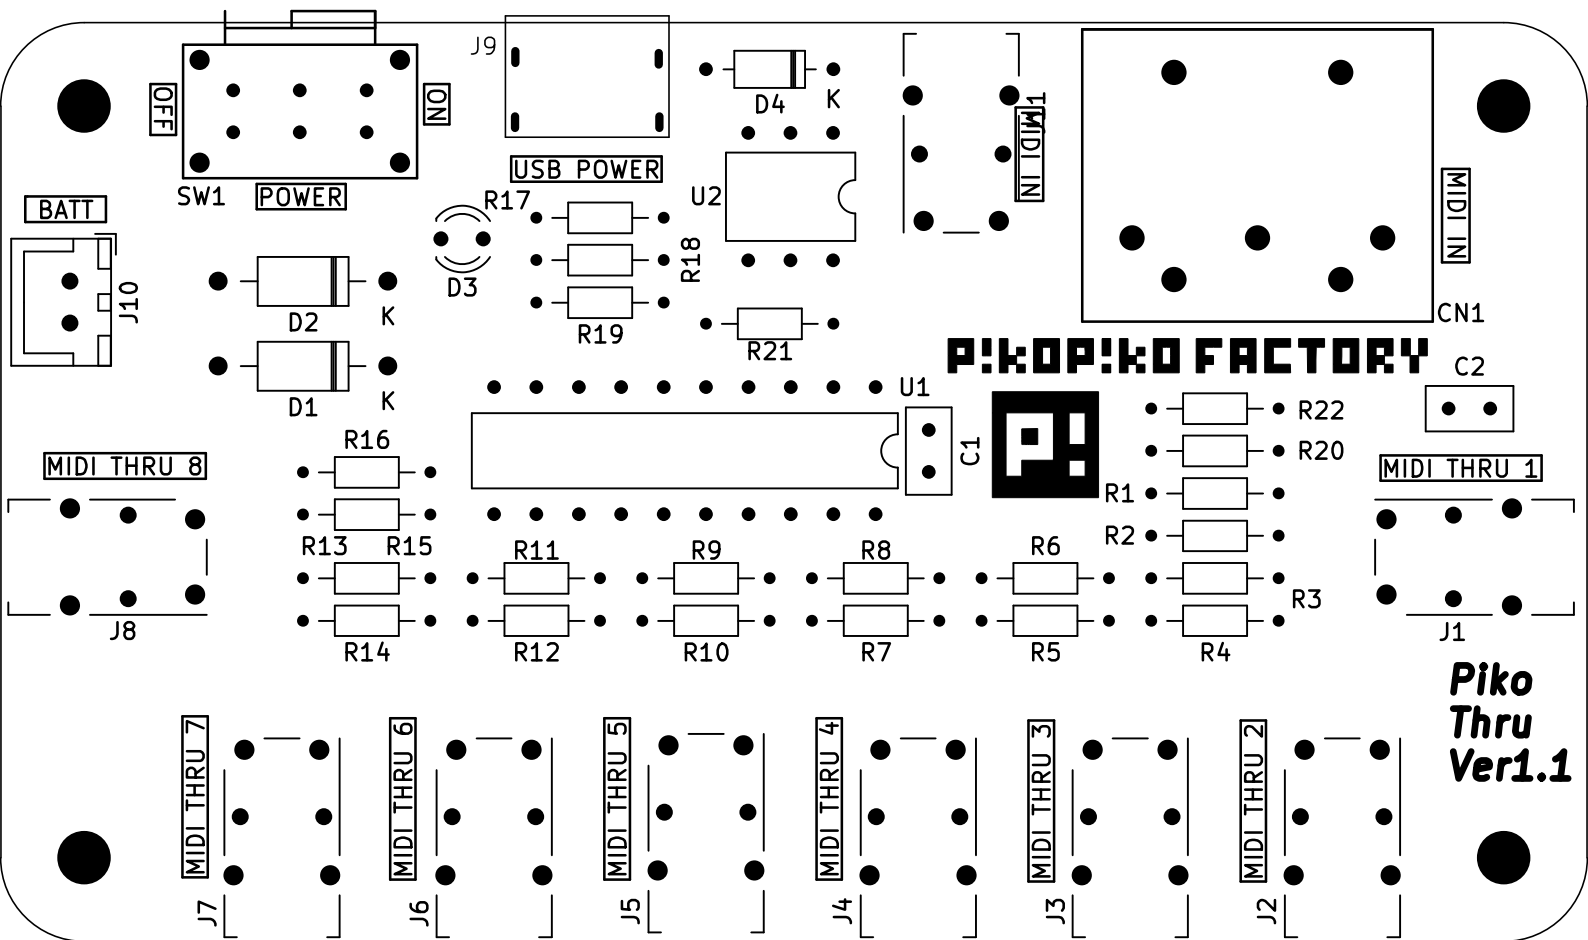 J9
OFF
ON
D4
K
MIDI IN
USB POWER
SW1
POWER
R17
U2
BATT
MIDI IN
R18
D3
J10
D2
K
R19
CN1
R21
P!KOP!KO FACTORY
C2
D1
K
U1
P!
R22
R16
C1
R20
MIDI THRU 8
MIDI THRU 1
R1
R2
R13
R15
R11
R9
R8
R6
R3
J8
J1
R14
R12
R10
R7
R5
R4
Piko
Thru
Ver1.1
MIDI THRU 7
MIDI THRU 6
MIDI THRU 5
MIDI THRU 4
MIDI THRU 3
MIDI THRU 2
J7
J6
J5
J4
J3
J2